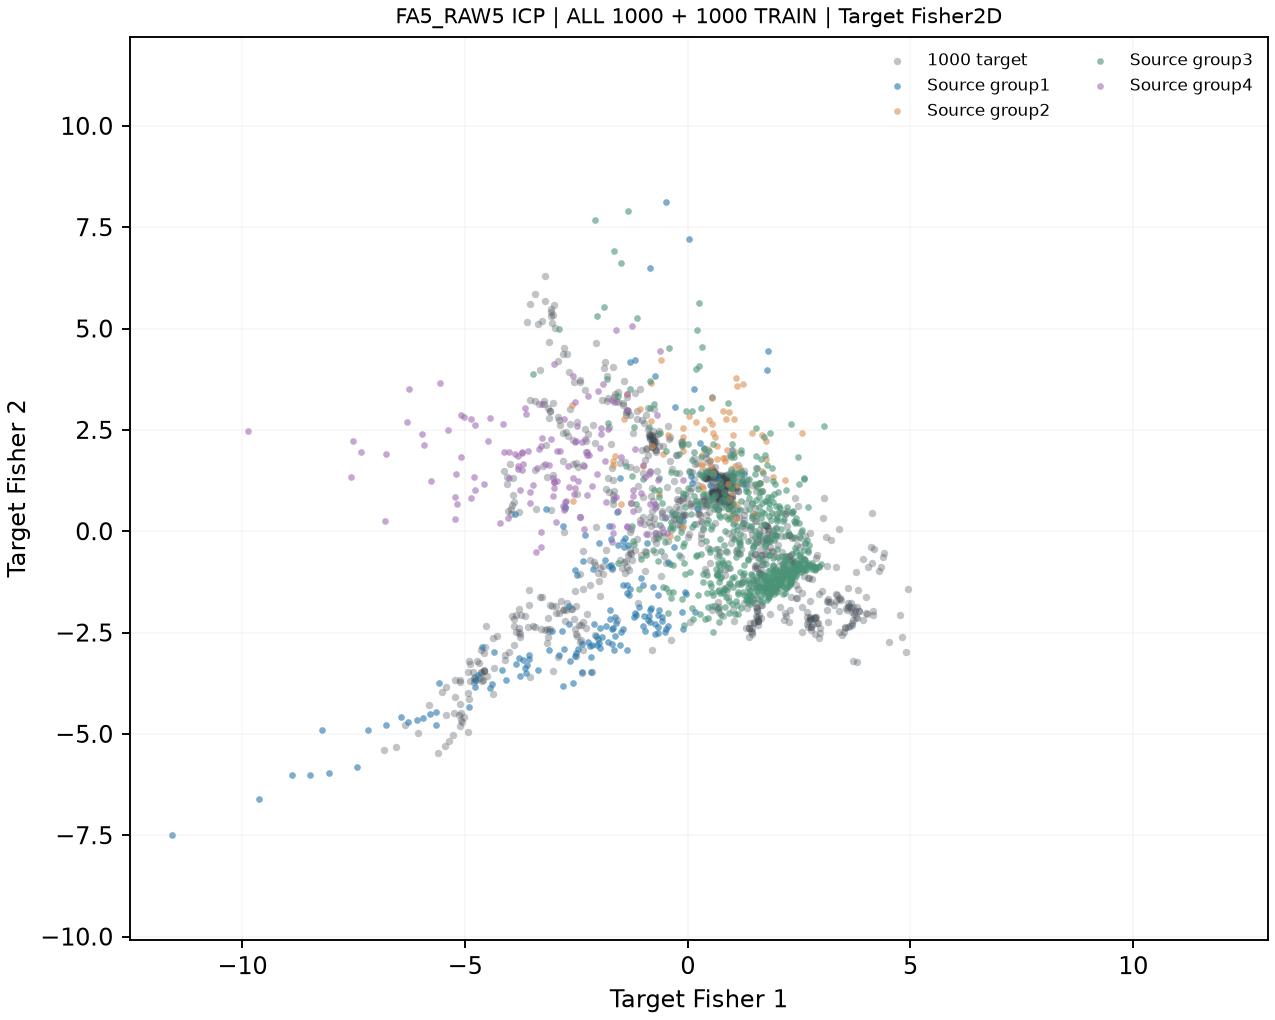 FA5_RAW5 ICP | ALL 1000 + 1000 TRAIN | Target Fisher2D
1000 target
Source group1
Source group2
Source group3
Source group4
Target Fisher 2
10.0
7.5
5.0
2.5
0.0
−2.5
−5.0
−7.5
−10.0
−10
−5
0
5
10
Target Fisher 1